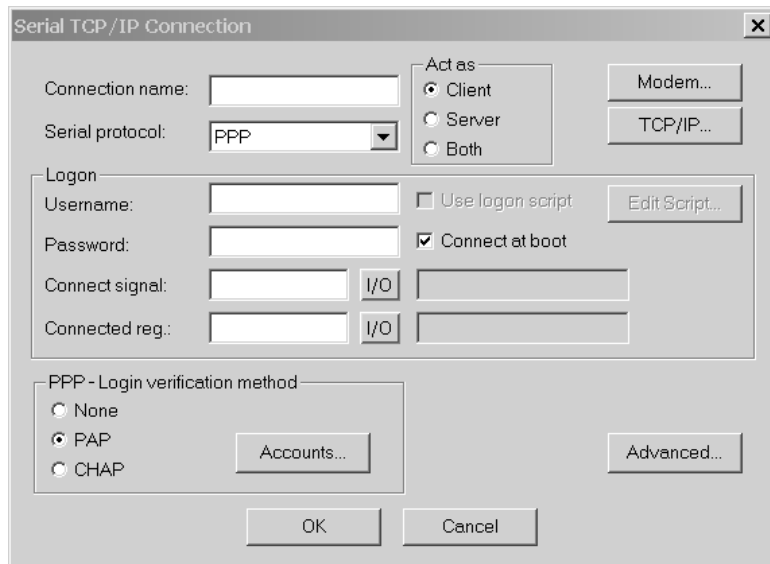 Serial TCP/IP Connection
Connection name:
Act as
Client
Modem...
Serial protocol:
PPP
Server
TCP/IP...
Both
Logon
Username:
Use logon script
Edit Script...
Password:
Connect at boot
Connect signal:
I/O
Connected reg.:
I/O
PPP - Login verification method
None
PAP
CHAP
Accounts...
Advanced...
OK
Cancel